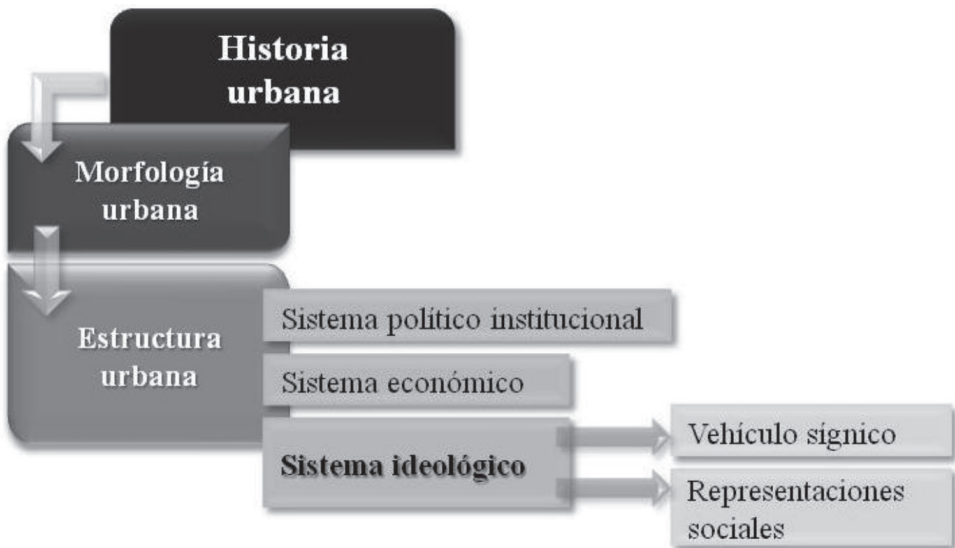 Historia
urbana
Morfología
urbana
Estructura
urbana
Sistema político institucional
Sistema económico
Sistema ideológico
Vehículo sígnico
Representaciones
sociales